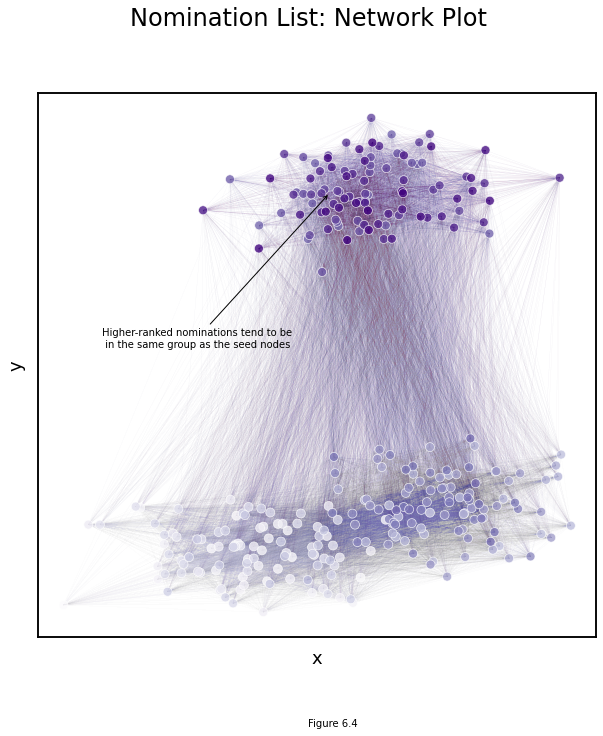 Nomination List: Network Plot
Higher-ranked nominations tend to be
in the same group as the seed nodes
y
x
Figure 6.4